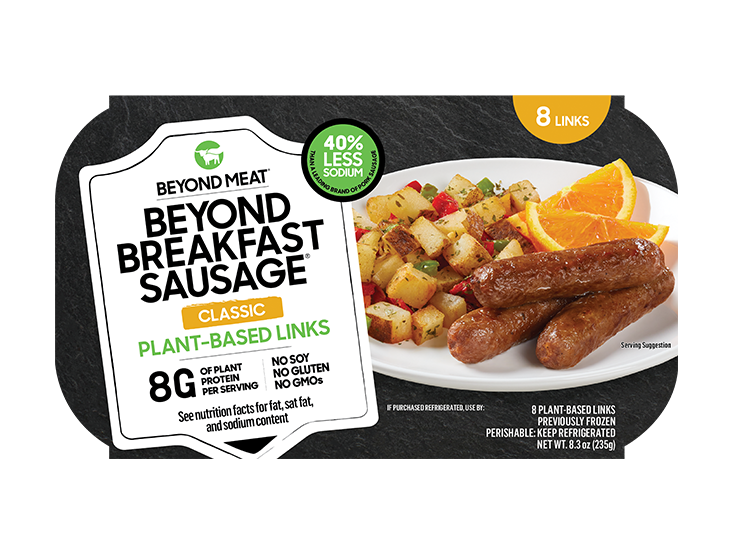 8 LINKS
40%
LESS
SODIUM
THAN A LEADING BRAND OF PORK SAUSAGE
BEYOND MEAT®
BEYOND
BREAKFAST
SAUSAGE®
CLASSIC
PLANT-BASED LINKS
8G OF PLANT
PROTEIN
PER SERVING
NO SOY
NO GLUTEN
NO GMOs
See nutrition facts for fat, sat fat,
and sodium content
Serving Suggestion
IF PURCHASED REFRIGERATED, USE BY:
8 PLANT-BASED LINKS
PREVIOUSLY FROZEN
PERISHABLE: KEEP REFRIGERATED
NET WT. 8.3 oz (235g)